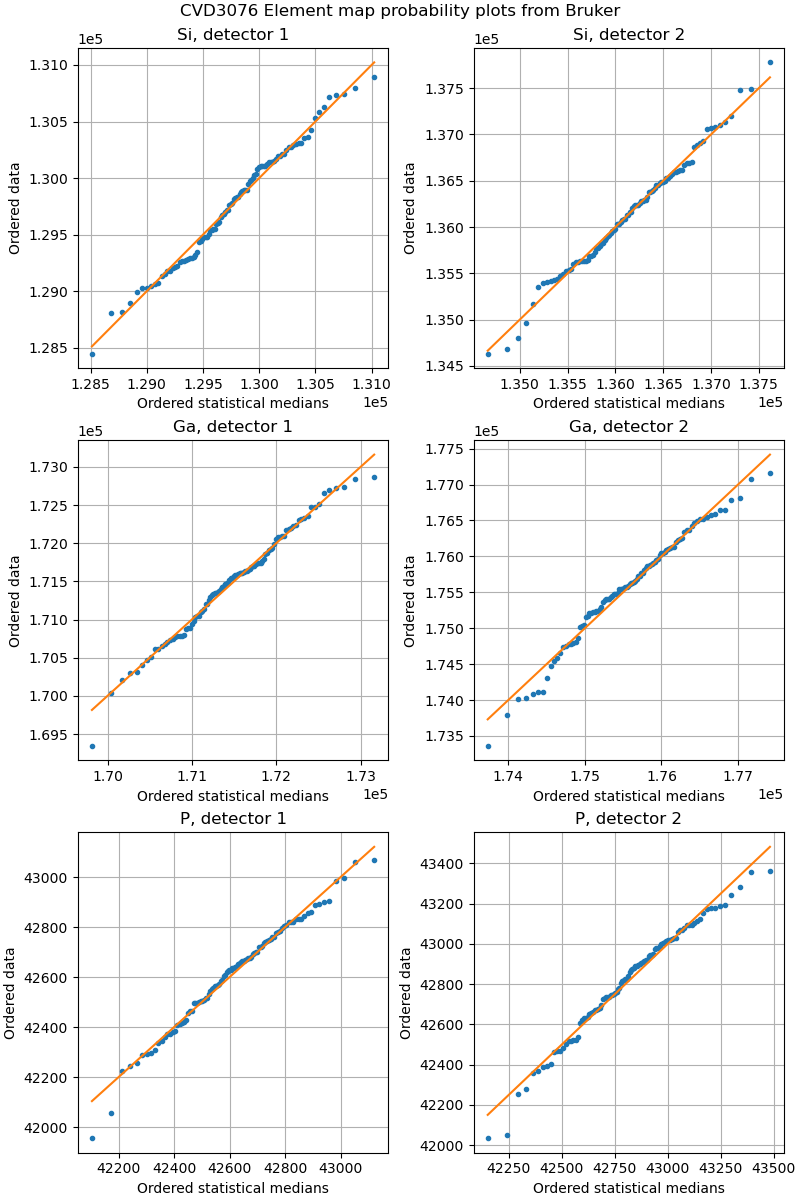 CVD3076 Element map probability plots from Bruker
Si, detector 1
1e5
1.310
1.305
1.300
1.295
1.290
1.285
Ordered data
1.285 1.290 1.295 1.300 1.305 1.310
Ordered statistical medians
1e5
Si, detector 2
1e5
1.375
1.370
1.365
1.360
1.355
1.350
1.345
Ordered data
1.350 1.355 1.360 1.365 1.370 1.375
Ordered statistical medians
1e5
Ga, detector 1
1e5
1.730
1.725
1.720
1.715
1.710
1.705
1.700
1.695
Ordered data
1.70 1.71 1.72 1.73
Ordered statistical medians
1e5
Ga, detector 2
1e5
1.775
1.770
1.765
1.760
1.755
1.750
1.745
1.740
1.735
Ordered data
1.74 1.75 1.76 1.77
Ordered statistical medians
1e5
P, detector 1
43000
42800
42600
42400
42200
42000
Ordered data
42200 42400 42600 42800 43000
Ordered statistical medians
P, detector 2
43400
43200
43000
42800
42600
42400
42200
42000
Ordered data
42250 42500 42750 43000 43250 43500
Ordered statistical medians